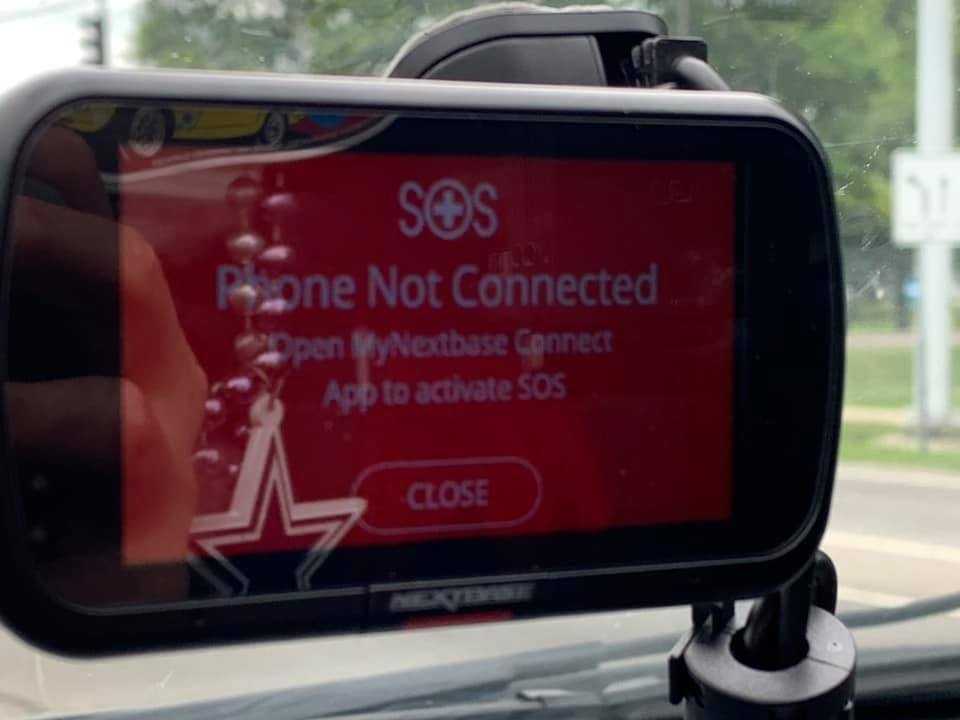 SOS
Phone Not Connected
Open MyNextbase Connect
App to activate SOS
CLOSE
NEXTBASE